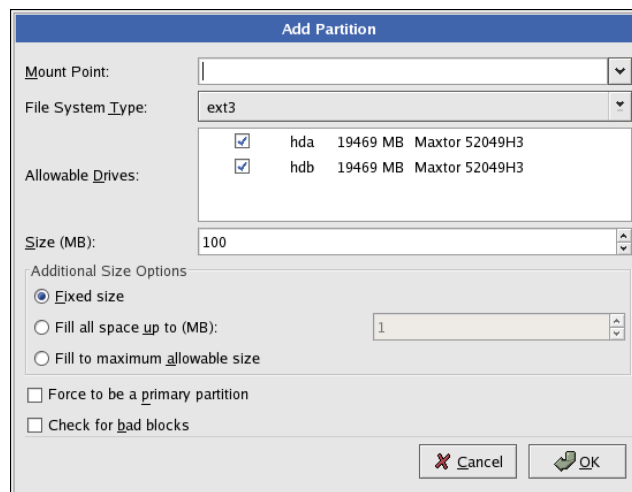 Add Partition
Mount Point:
File System Type: ext3
Allowable Drives:
hda 19469 MB Maxtor 52049H3
hdb 19469 MB Maxtor 52049H3
Size (MB): 100
Additional Size Options
Fixed size
Fill all space up to (MB): 1
Fill to maximum allowable size
Force to be a primary partition
Check for bad blocks
Cancel OK